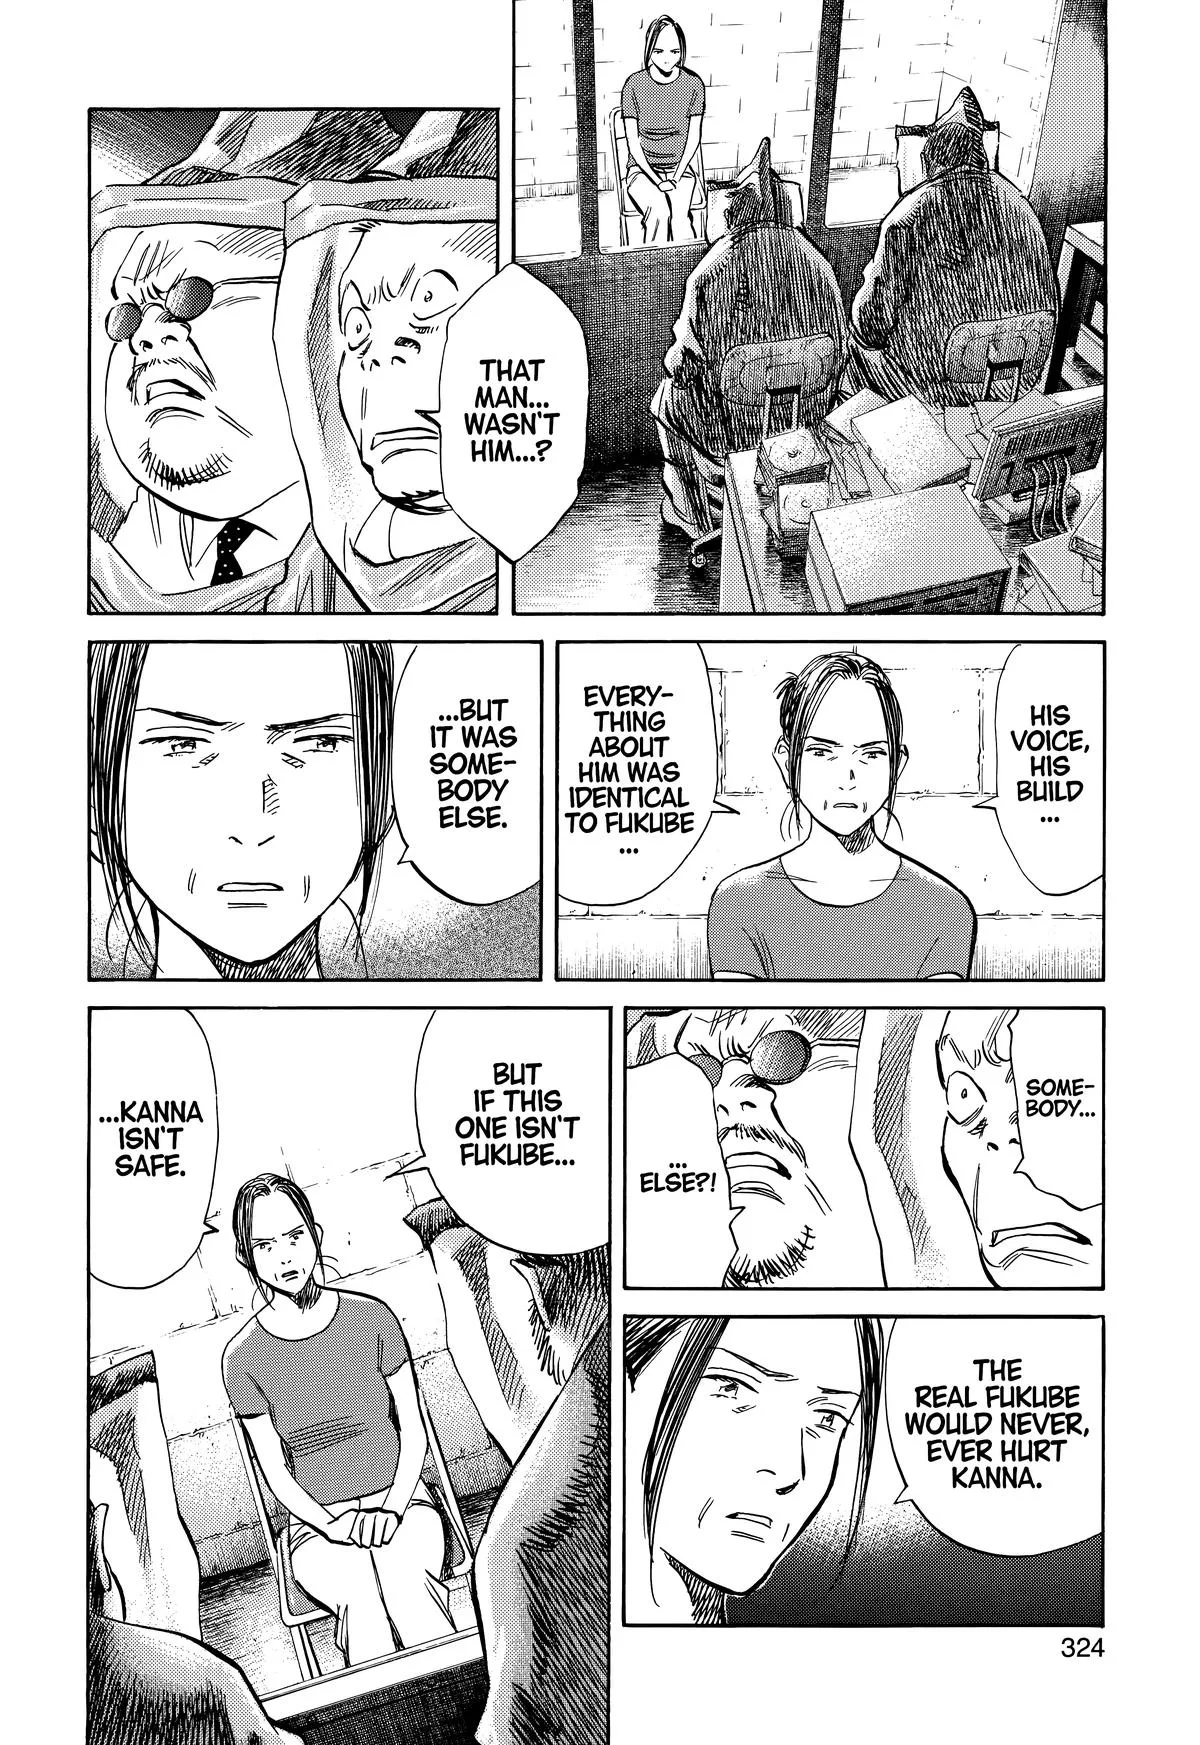 THAT
MAN...
WASN'T
HIM...?
HIS
VOICE,
HIS
BUILD
...
EVERY-
THING
ABOUT
HIM WAS
IDENTICAL
TO FUKUBE
...
...BUT
IT WAS
SOME-
BODY
ELSE.
SOME-
BODY...
...
ELSE?!
THE
REAL FUKUBE
WOULD NEVER,
EVER HURT
KANNA.
BUT
IF THIS
ONE ISN'T
FUKUBE...
...KANNA
ISN'T
SAFE.
324